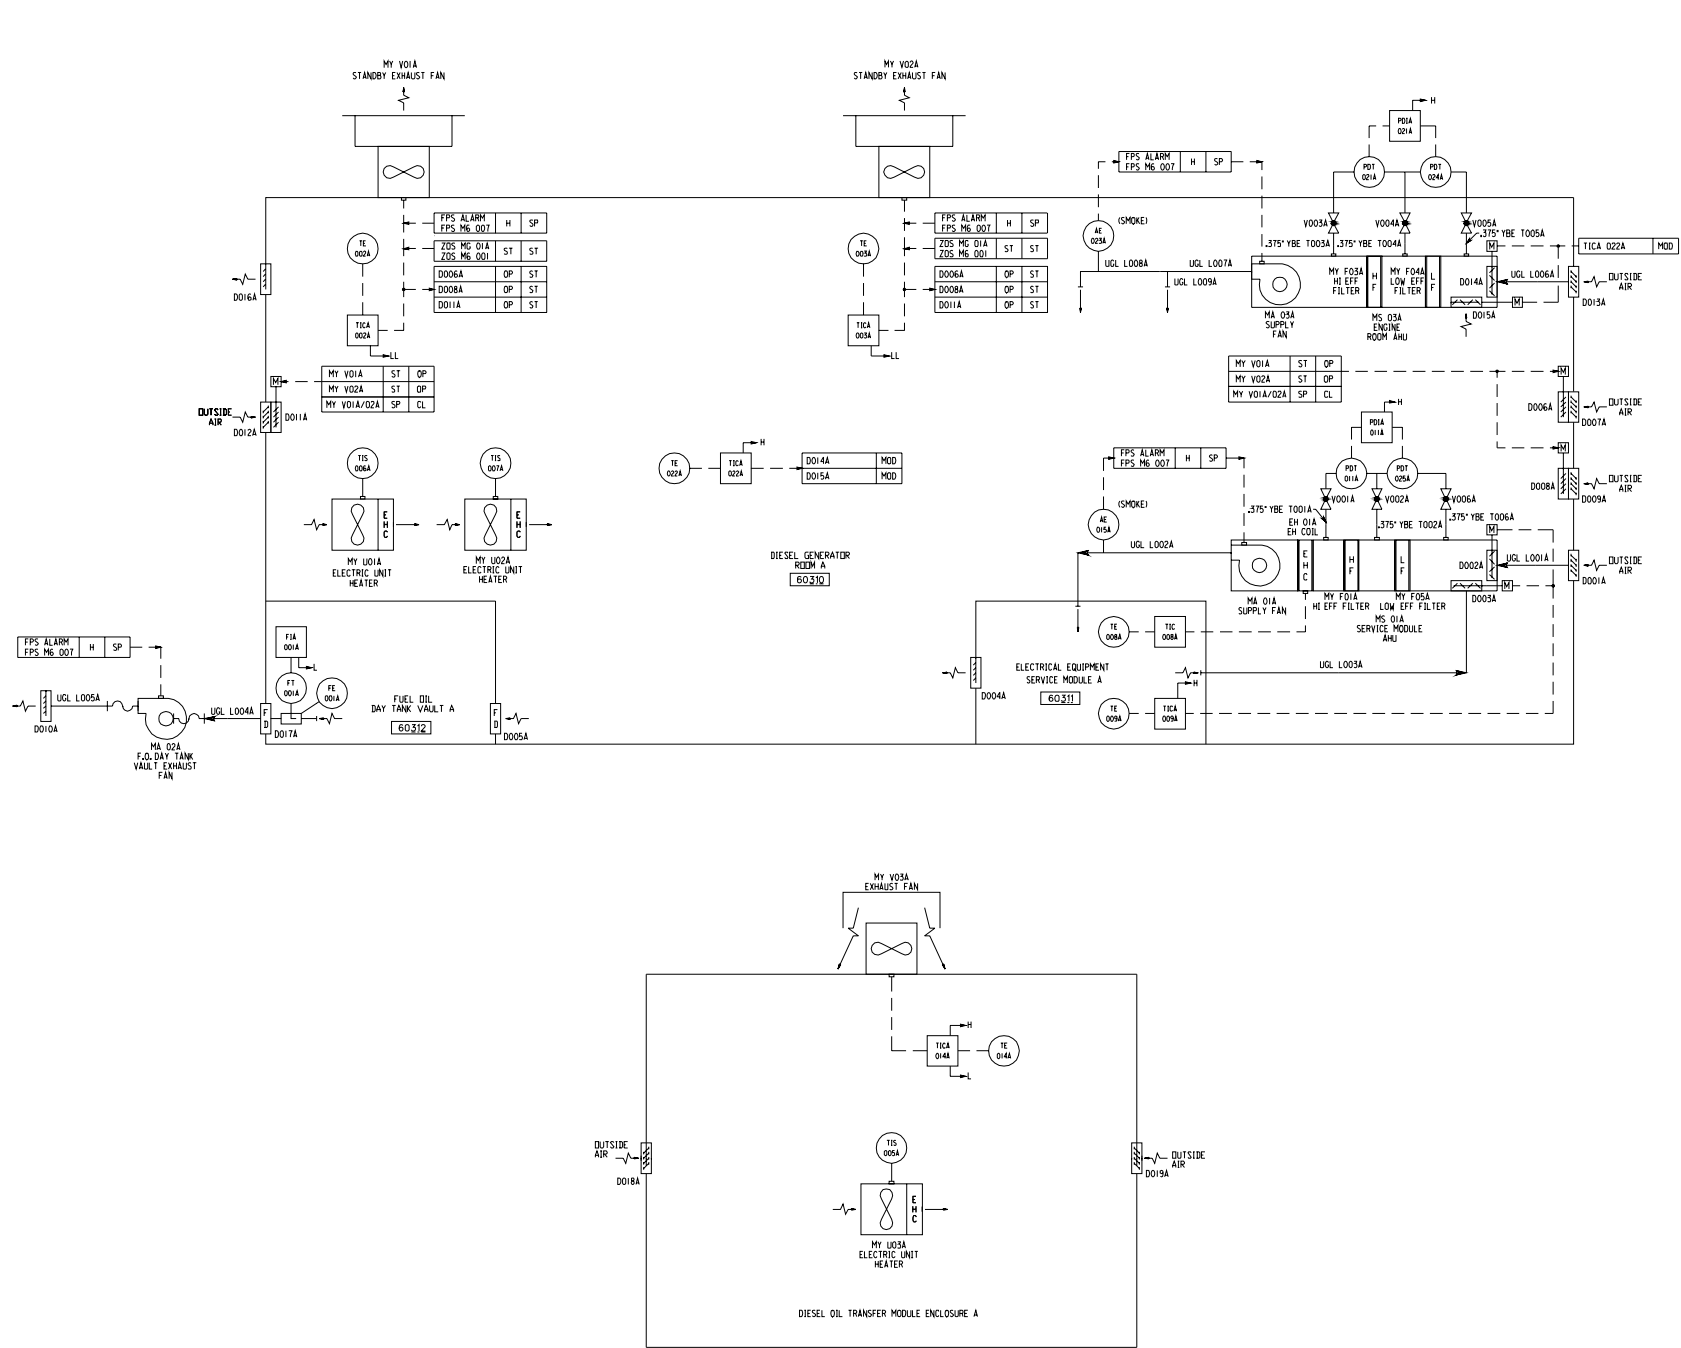 MY V01A
STANDBY EXHAUST FAN
MY V02A
STANDBY EXHAUST FAN
H
PDIA
021A
FPS ALARM
FPS M6 007
H
SP
PDT
021A
PDT
024A
FPS ALARM
FPS M6 007
H
SP
ZOS MG 01A
ZOS M6 001
ST
ST
D006A
OP
ST
D008A
OP
ST
D011A
OP
ST
TE
002A
TICA
002A
LL
FPS ALARM
FPS M6 007
H
SP
ZOS MG 01A
ZOS M6 001
ST
ST
D006A
OP
ST
D008A
OP
ST
D011A
OP
ST
TE
003A
TICA
003A
LL
(SMOKE)
AE
023A
V003A
V004A
V005A
.375" YBE T003A
.375" YBE T004A
.375" YBE T005A
M
TICA 022A
MOD
UGL L008A
UGL L007A
UGL L009A
MY F03A
HI EFF
FILTER
H
F
MY F04A
LOW EFF
FILTER
L
F
D014A
UGL L006A
OUTSIDE
AIR
D013A
M
D015A
MA 03A
SUPPLY
FAN
MS 03A
ENGINE
ROOM AHU
D016A
MY V01A
ST
OP
MY V02A
ST
OP
MY V01A/02A
SP
CL
M
OUTSIDE
AIR
D011A
D012A
MY V01A
ST
OP
MY V02A
ST
OP
MY V01A/02A
SP
CL
M
D006A
OUTSIDE
AIR
D007A
M
D008A
OUTSIDE
AIR
D009A
TIS
006A
TIS
007A
E
H
C
E
H
C
MY U01A
ELECTRIC UNIT
HEATER
MY U02A
ELECTRIC UNIT
HEATER
TE
022A
TICA
022A
H
D014A
MOD
D015A
MOD
H
PDIA
011A
PDT
011A
PDT
025A
FPS ALARM
FPS M6 007
H
SP
(SMOKE)
AE
015A
V001A
V002A
V006A
.375" YBE T001A
.375" YBE T002A
.375" YBE T006A
EH 01A
EH COIL
M
UGL L002A
E
H
C
H
F
L
F
D002A
UGL L001A
OUTSIDE
AIR
D001A
M
D003A
MA 01A
SUPPLY FAN
MY F01A
HI EFF FILTER
MY F05A
LOW EFF FILTER
MS 01A
SERVICE MODULE
AHU
DIESEL GENERATOR
ROOM A
60310
TE
008A
TIC
008A
ELECTRICAL EQUIPMENT
SERVICE MODULE A
60311
UGL L003A
D004A
TE
009A
TICA
009A
H
FPS ALARM
FPS M6 007
H
SP
FIA
001A
L
FT
001A
FE
001A
FUEL OIL
DAY TANK VAULT A
60312
UGL L005A
UGL L004A
F
D
D017A
F
D
D005A
D010A
MA 02A
F.O. DAY TANK
VAULT EXHAUST
FAN
MY V03A
EXHAUST FAN
TICA
014A
H
L
TE
014A
OUTSIDE
AIR
D018A
OUTSIDE
AIR
D019A
TIS
005A
E
H
C
MY U03A
ELECTRIC UNIT
HEATER
DIESEL OIL TRANSFER MODULE ENCLOSURE A